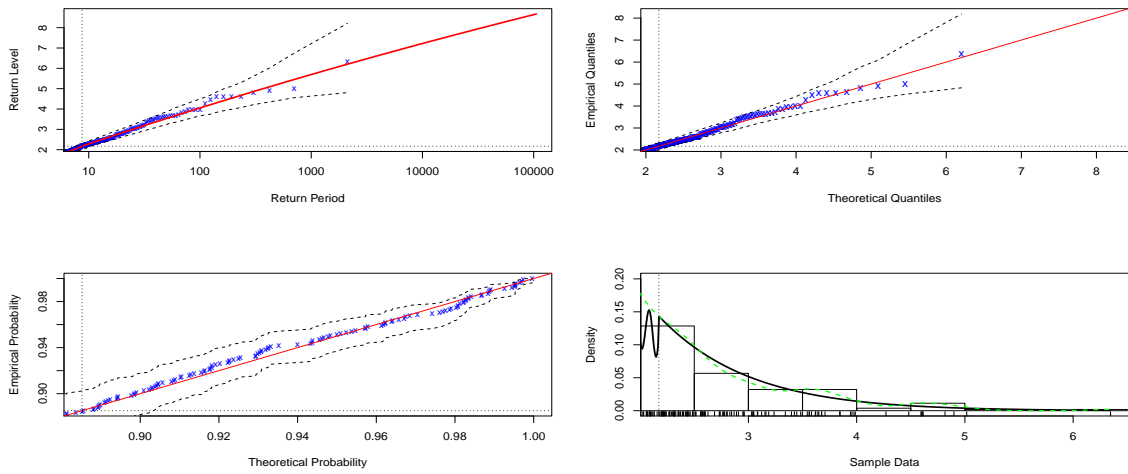 Return Level
2 3 4 5 6 7 8
10 100 1000 10000 100000
Return Period
Empirical Quantiles
2 3 4 5 6 7 8
2 3 4 5 6 7 8
Theoretical Quantiles
Empirical Probability
0.90 0.94 0.98
0.90 0.92 0.94 0.96 0.98 1.00
Theoretical Probability
Density
0.00 0.05 0.10 0.15 0.20
3 4 5 6
Sample Data